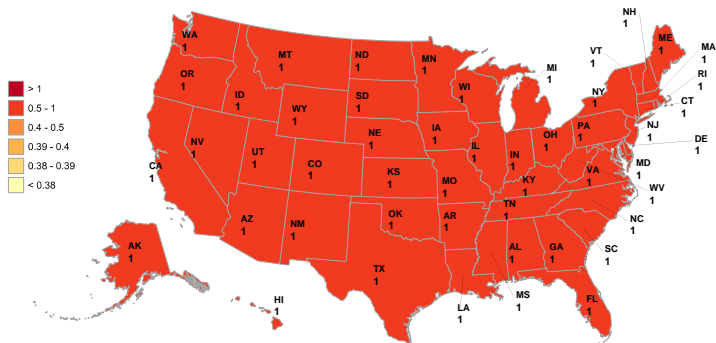 > 1
0.5 - 1
0.4 - 0.5
0.39 - 0.4
0.38 - 0.39
< 0.38
NH
1
WA
1
MT
1
ND
1
MN
1
ME
1
MA
1
VT
1
MI
1
RI
1
OR
1
ID
1
SD
1
WI
1
NY
1
CT
1
WY
1
NJ
1
PA
1
OH
1
IA
1
NE
1
NV
1
UT
1
IL
1
IN
1
DE
1
CO
1
CA
1
KS
1
MO
1
KY
1
VA
1
MD
1
WV
1
TN
1
NC
1
OK
1
AR
1
AZ
1
NM
1
AL
1
GA
1
SC
1
AK
1
TX
1
HI
1
LA
1
MS
1
FL
1